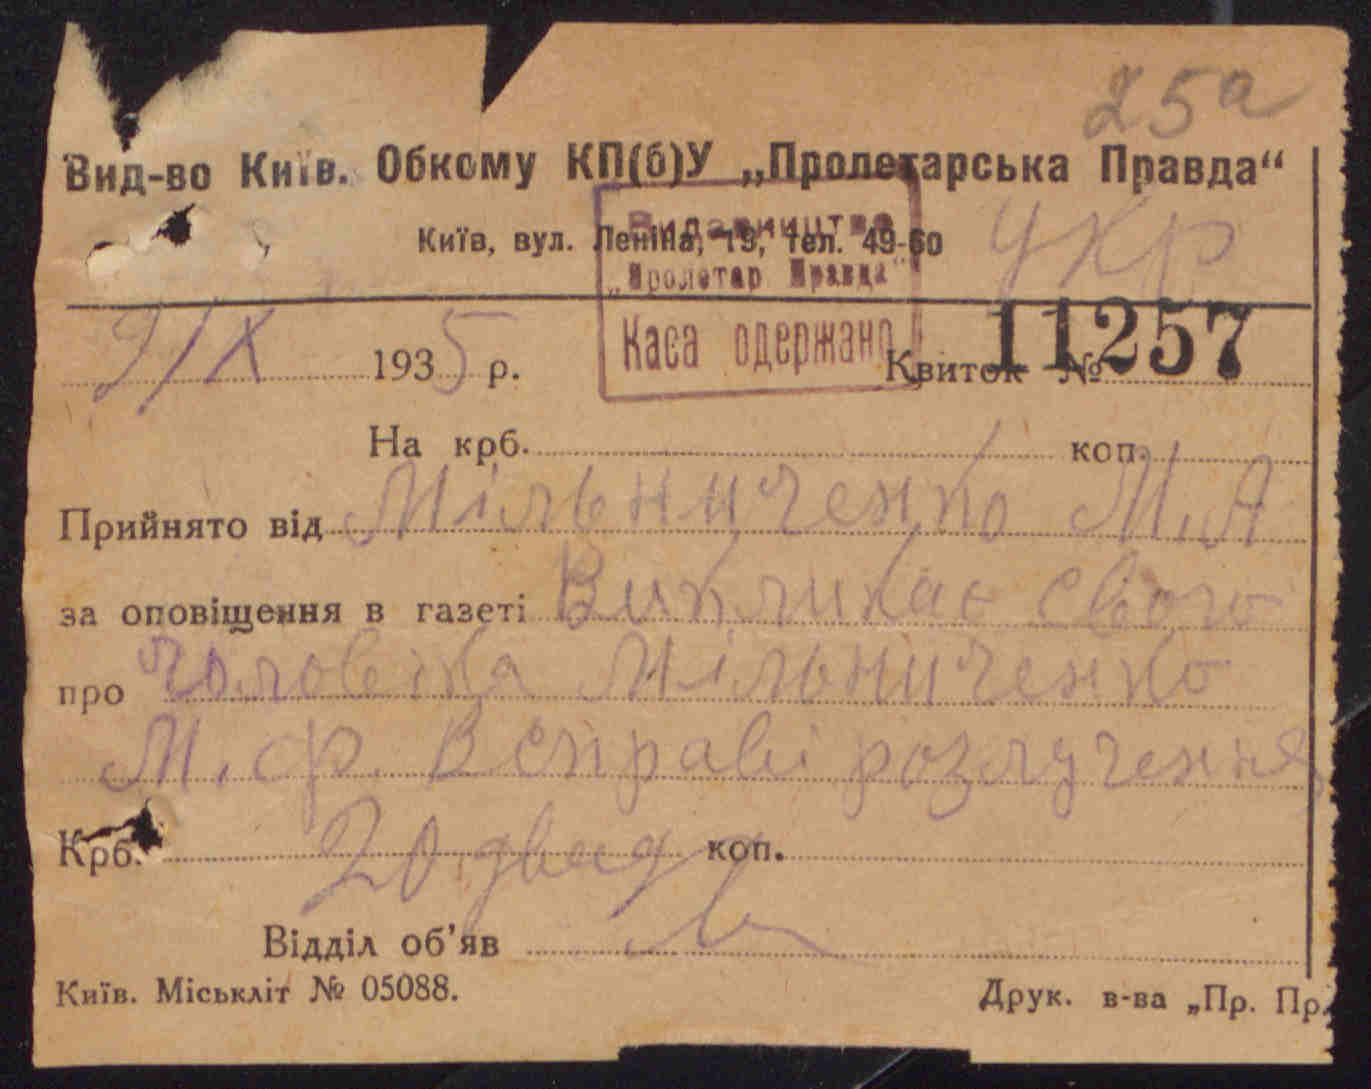 25а
Вид-во Київ. Обкому КП(б)У „Пролетарська Правда“
Київ, вул. Леніна, 19, тел. 49-60
укр
Видавництво
„Пролетар Правда“
Каса одержано
9/X 1935 р.
Квиток № 11257
На крб. коп.
Прийнято від Мільниченко М.А
за оповіщення в газеті Викликає свого
про чоловіка Мільниченко
М.Ф. в справі розлучення
Крб. 20 двад коп.
Відділ об’яв
Київ. Міськліт № 05088.
Друк. в-ва „Пр. Пр.